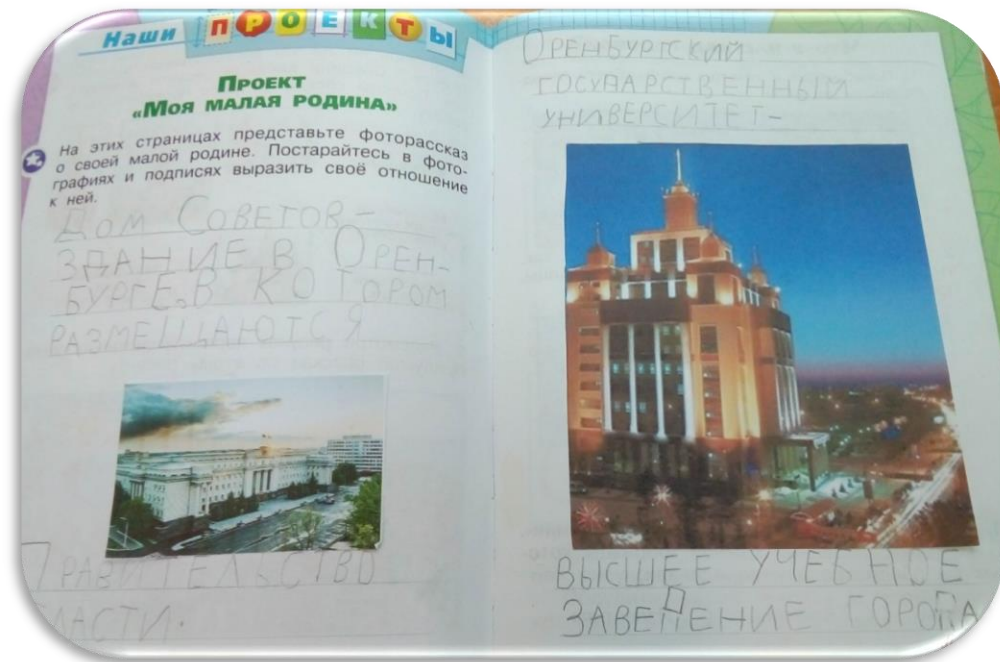 Наши ПРОЕКТЫ
ПРОЕКТ
«МОЯ МАЛАЯ РОДИНА»
На этих страницах представьте фоторассказ
о своей малой родине. Постарайтесь в фото-
графиях и подписях выразить своё отношение
к ней.
ДОМ СОВЕТОВ –
ЗДАНИЕ В ОРЕН-
БУРГЕ, В КОТОРОМ
РАЗМЕЩАЮТСЯ
ПРАВИТЕЛЬСТВО
ЛАСТИ.
ОРЕНБУРГСКИЙ
ГОСУДАРСТВЕННЫЙ
УНИВЕРСИТЕТ –
ВЫСШЕЕ УЧЕБНОЕ
ЗАВЕДЕНИЕ ГОРОДА